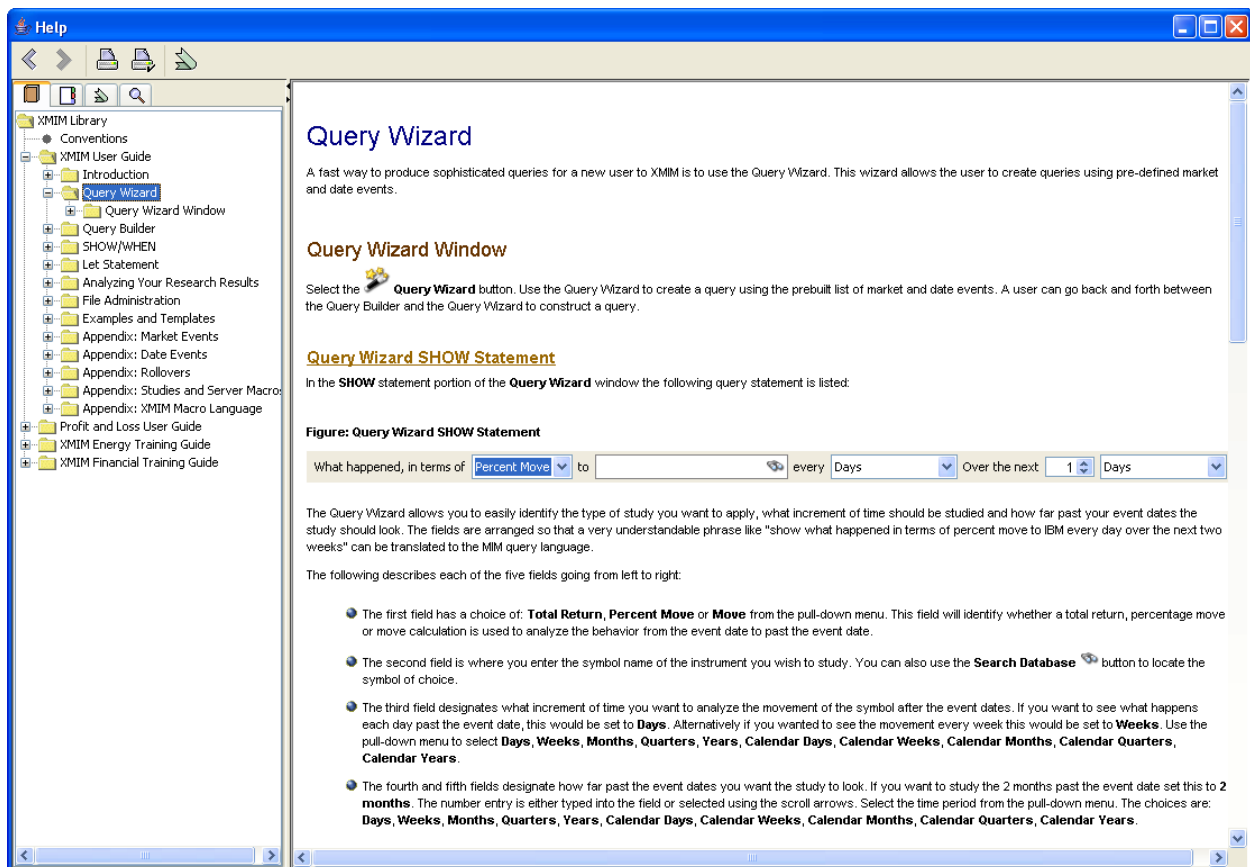 Help
XMIM Library
Conventions
XMIM User Guide
Introduction
Query Wizard
Query Wizard Window
Query Builder
SHOW/WHEN
Let Statement
Analyzing Your Research Results
File Administration
Examples and Templates
Appendix: Market Events
Appendix: Date Events
Appendix: Rollovers
Appendix: Studies and Server Macros
Appendix: XMIM Macro Language
Profit and Loss User Guide
XMIM Energy Training Guide
XMIM Financial Training Guide
Query Wizard
A fast way to produce sophisticated queries for a new user to XMIM is to use the Query Wizard. This wizard allows the user to create queries using pre-defined market
and date events.
Query Wizard Window
Select the Query Wizard button. Use the Query Wizard to create a query using the prebuilt list of market and date events. A user can go back and forth between
the Query Builder and the Query Wizard to construct a query.
Query Wizard SHOW Statement
In the SHOW statement portion of the Query Wizard window the following query statement is listed:
Figure: Query Wizard SHOW Statement
What happened, in terms of Percent Move to every Days Over the next 1 Days
The Query Wizard allows you to easily identify the type of study you want to apply, what increment of time should be studied and how far past your event dates the
study should look. The fields are arranged so that a very understandable phrase like "show what happened in terms of percent move to IBM every day over the next two
weeks" can be translated to the MIM query language.
The following describes each of the five fields going from left to right:
The first field has a choice of: Total Return, Percent Move or Move from the pull-down menu. This field will identify whether a total return, percentage move
or move calculation is used to analyze the behavior from the event date to past the event date.
The second field is where you enter the symbol name of the instrument you wish to study. You can also use the Search Database button to locate the
symbol of choice.
The third field designates what increment of time you want to analyze the movement of the symbol after the event dates. If you want to see what happens
each day past the event date, this would be set to Days. Alternatively if you wanted to see the movement every week this would be set to Weeks. Use the
pull-down menu to select Days, Weeks, Months, Quarters, Years, Calendar Days, Calendar Weeks, Calendar Months, Calendar Quarters,
Calendar Years.
The fourth and fifth fields designate how far past the event dates you want the study to look. If you want to study the 2 months past the event date set this to 2
months. The number entry is either typed into the field or selected using the scroll arrows. Select the time period from the pull-down menu. The choices are:
Days, Weeks, Months, Quarters, Years, Calendar Days, Calendar Weeks, Calendar Months, Calendar Quarters, Calendar Years.